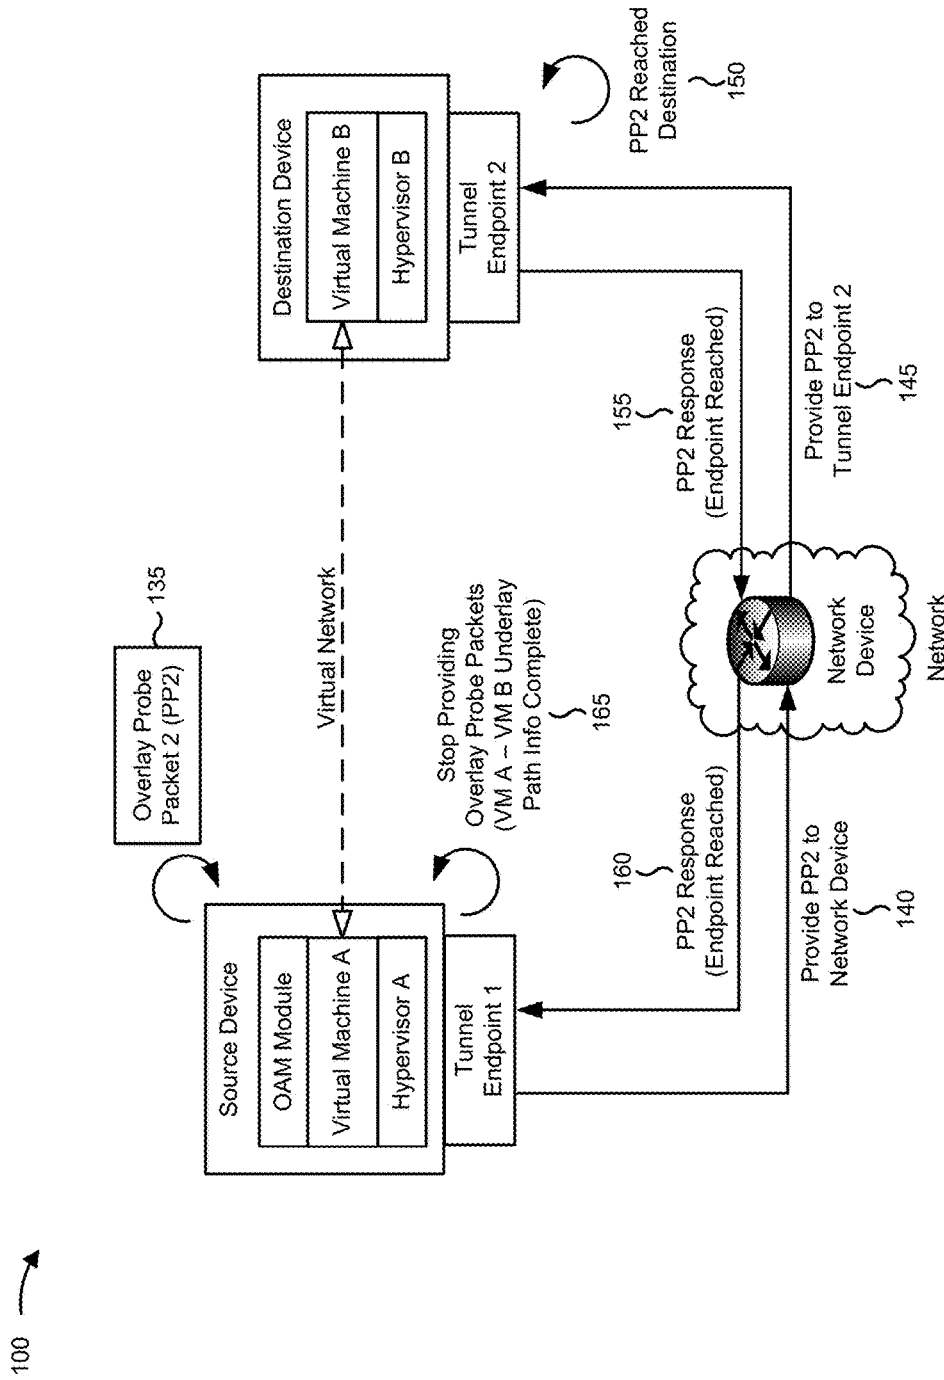 100
Overlay Probe
Packet 2 (PP2)
135
Source Device
OAM Module
Virtual Machine A
Hypervisor A
Tunnel
Endpoint 1
Virtual Network
Destination Device
Virtual Machine B
Hypervisor B
Tunnel
Endpoint 2
Stop Providing
Overlay Probe Packets
(VM A – VM B Underlay
Path Info Complete)
165
PP2 Reached
Destination
150
160
PP2 Response
(Endpoint Reached)
155
PP2 Response
(Endpoint Reached)
Provide PP2 to
Network Device
140
Provide PP2 to
Tunnel Endpoint 2
145
Network
Device
Network